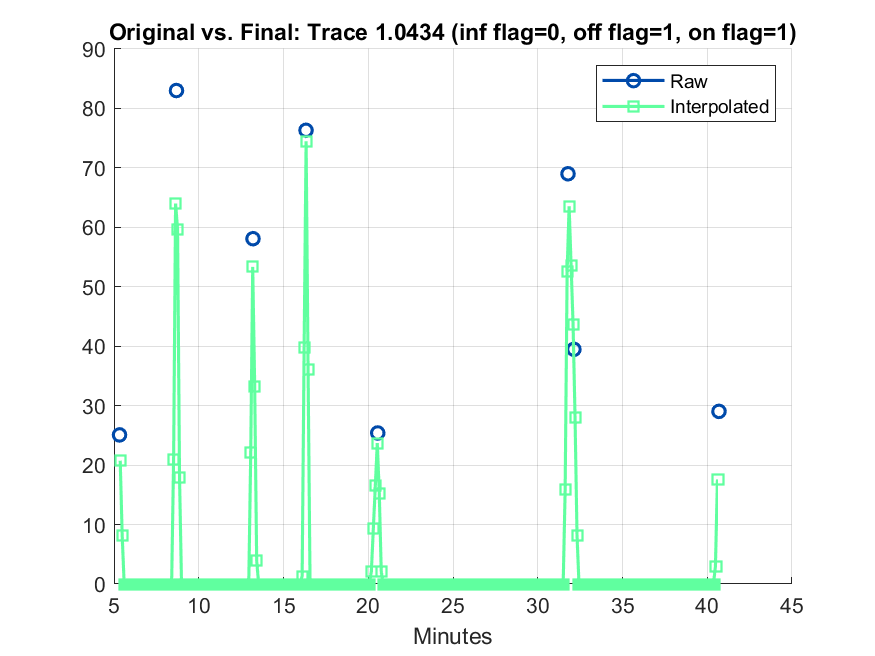 Original vs. Final: Trace 1.0434 (inf flag=0, off flag=1, on flag=1)
90
80
70
60
50
40
30
20
10
0
Raw
Interpolated
5 10 15 20 25 30 35 40 45
Minutes